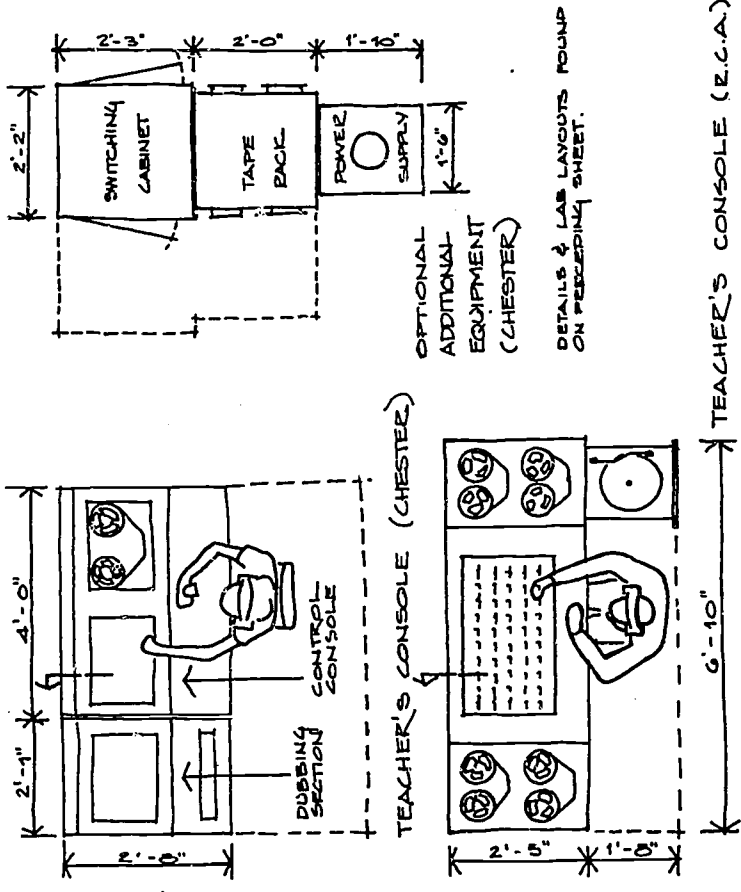 2'-2"
2'-3"
2'-0"
1'-10"
SWITCHING
CABINET
TAPE
RACK
POWER
SUPPLY
1'-6"
OPTIONAL
ADDITIONAL
EQUIPMENT
(CHESTER)
DETAILS & LAB LAYOUTS FOUND
ON PRECEDING SHEET.
4'-0"
2'-1"
2'-8"
CONTROL
CONSOLE
DUBBING
SECTION
TEACHER'S CONSOLE (CHESTER)
2'-5"
1'-8"
6'-10"
TEACHER'S CONSOLE (R.C.A.)